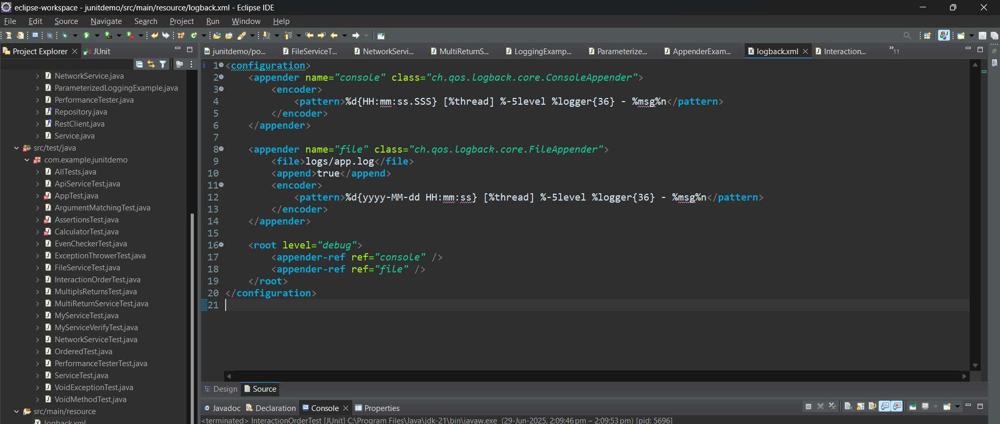 eclipse-workspace - junitdemo/src/main/resource/logback.xml - Eclipse IDE
File Edit Source Navigate Search Project Run Window Help
Project Explorer JUnit
NetworkService.java
ParameterizedLoggingExample.java
PerformanceTester.java
Repository.java
RestClient.java
Service.java
src/test/java
com.example.junitdemo
AllTests.java
ApiServiceTest.java
AppTest.java
ArgumentMatchingTest.java
AssertionsTest.java
CalculatorTest.java
EvenCheckerTest.java
ExceptionThrowerTest.java
FileServiceTest.java
InteractionOrderTest.java
MultiplsReturnsTest.java
MultiReturnServiceTest.java
MyServiceTest.java
MyServiceVerifyTest.java
NetworkServiceTest.java
OrderedTest.java
PerformanceTesterTest.java
ServiceTest.java
VoidExceptionTest.java
VoidMethodTest.java
src/main/resource
logback.xml
junitdemo/po... FileServiceT... NetworkServi... MultiReturnS... LoggingExamp... Parameterize... AppenderExam... logback.xml Interaction... »11
1 <configuration>
2 <appender name="console" class="ch.qos.logback.core.ConsoleAppender">
3 <encoder>
4 <pattern>%d{HH:mm:ss.SSS} [%thread] %-5level %logger{36} - %msg%n</pattern>
5 </encoder>
6 </appender>
7
8 <appender name="file" class="ch.qos.logback.core.FileAppender">
9 <file>logs/app.log</file>
10 <append>true</append>
11 <encoder>
12 <pattern>%d{yyyy-MM-dd HH:mm:ss} [%thread] %-5level %logger{36} - %msg%n</pattern>
13 </encoder>
14 </appender>
15
16 <root level="debug">
17 <appender-ref ref="console" />
18 <appender-ref ref="file" />
19 </root>
20 </configuration>
21
Design Source
Javadoc Declaration Console Properties
<terminated> InteractionOrderTest [JUnit] C:\Program Files\Java\jdk-21\bin\javaw.exe (29-Jun-2025, 2:09:46 pm – 2:09:53 pm) [pid: 5696]